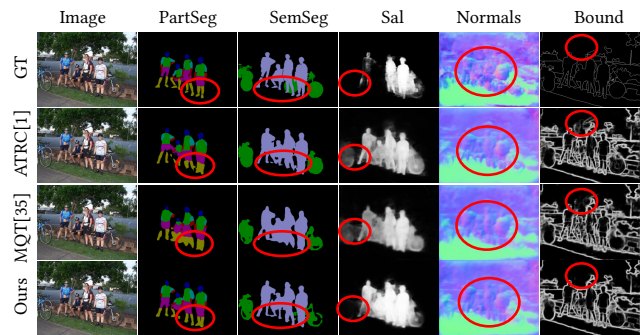 Image PartSeg SemSeg Sal Normals Bound
GT
ATRC[1]
MQT[35]
Ours